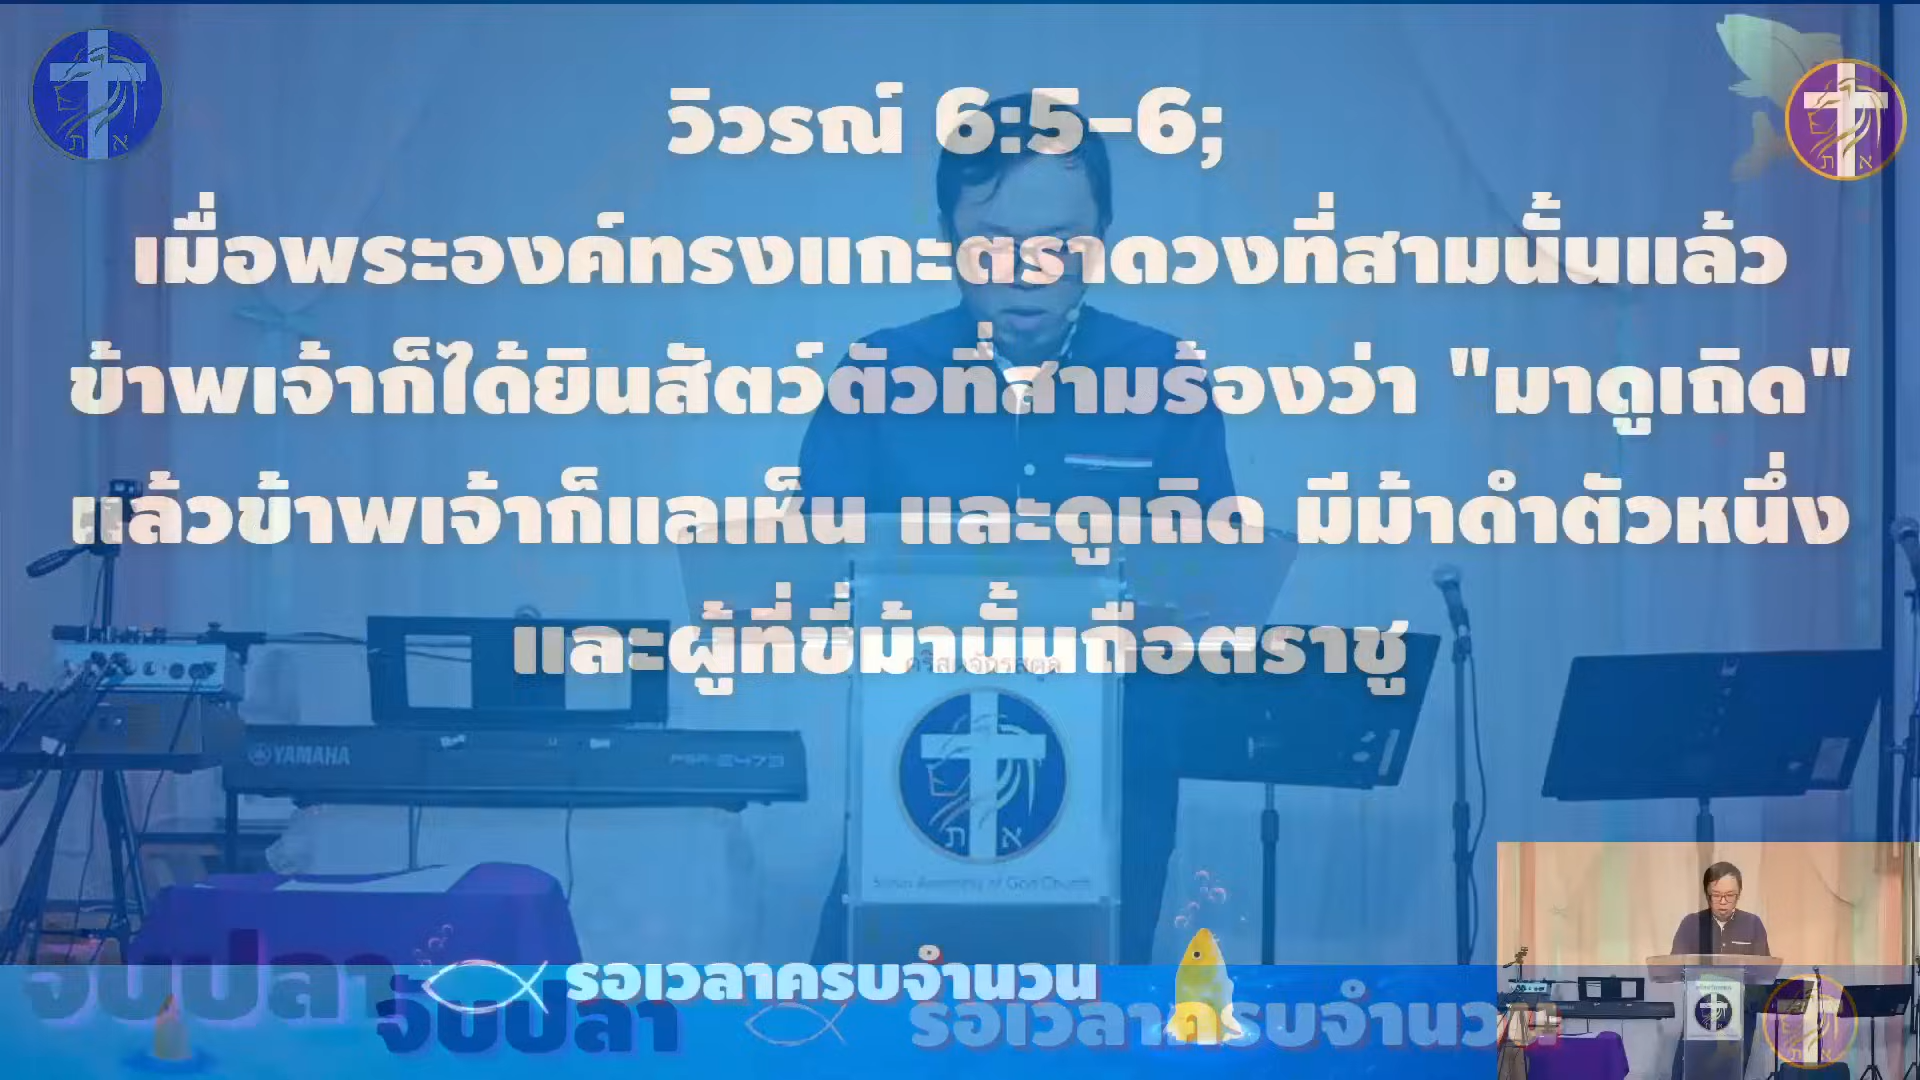 วิวรณ์ 6:5-6;
เมื่อพระองค์ทรงแกะตราดวงที่สามนั้นแล้ว
ข้าพเจ้าก็ได้ยินสัตว์ตัวที่สามร้องว่า "มาดูเถิด"
แล้วข้าพเจ้าก็แลเห็น และดูเถิด มีม้าดำตัวหนึ่ง
และผู้ที่ขี่ม้านั้นถือตราชู
ת א
ת א
YAMAHA PSR-E473
ת א
of God Church
จับปลา
จับปลา
รอเวลาครบจำนวน
รอเวลาครบจำนวน